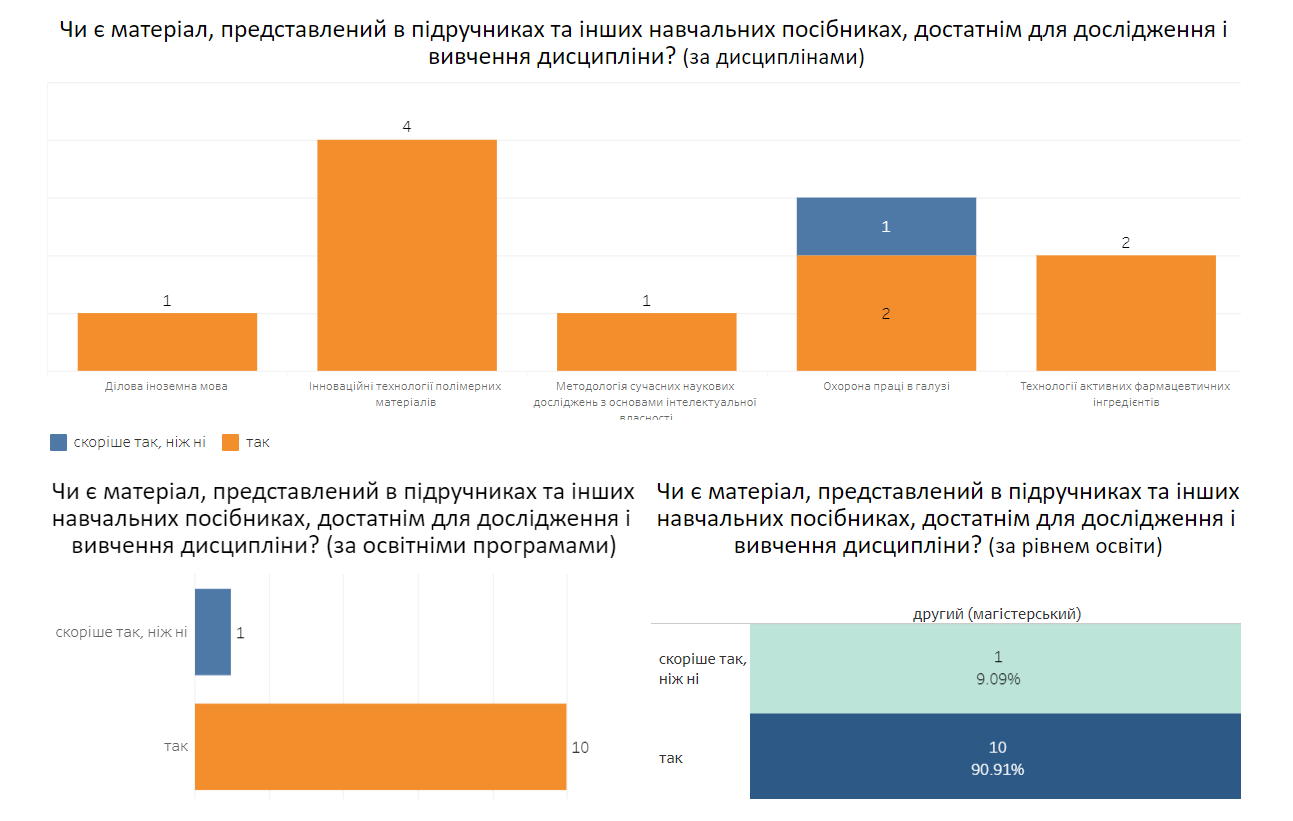 Чи є матеріал, представлений в підручниках та інших навчальних посібниках, достатнім для дослідження і
вивчення дисципліни? (за дисциплінами)
4
1
2
1
1
2
Ділова іноземна мова
Інноваційні технології полімерних
матеріалів
Методологія сучасних наукових
досліджень з основами інтелектуальної
власності
Охорона праці в галузі
Технології активних фармацевтичних
інгредієнтів
скоріше так, ніж ні
так
Чи є матеріал, представлений в підручниках та інших
навчальних посібниках, достатнім для дослідження і
вивчення дисципліни? (за освітніми програмами)
скоріше так, ніж ні
1
так
10
Чи є матеріал, представлений в підручниках та інших
навчальних посібниках, достатнім для дослідження і
вивчення дисципліни? (за рівнем освіти)
другий (магістерський)
скоріше так,
ніж ні
1
9.09%
так
10
90.91%